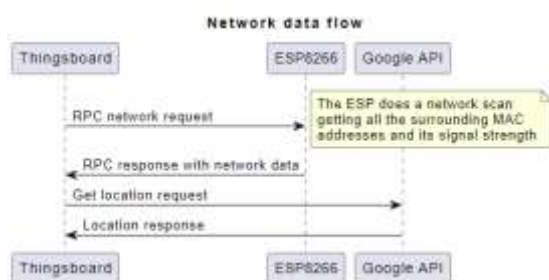 Network data flow
Thingsboard ESP8266 Google API
The ESP does a network scan
getting all the surrounding MAC
addresses and its signal strength
RPC network request
RPC response with network data
Get location request
Location response
Thingsboard ESP8266 Google API